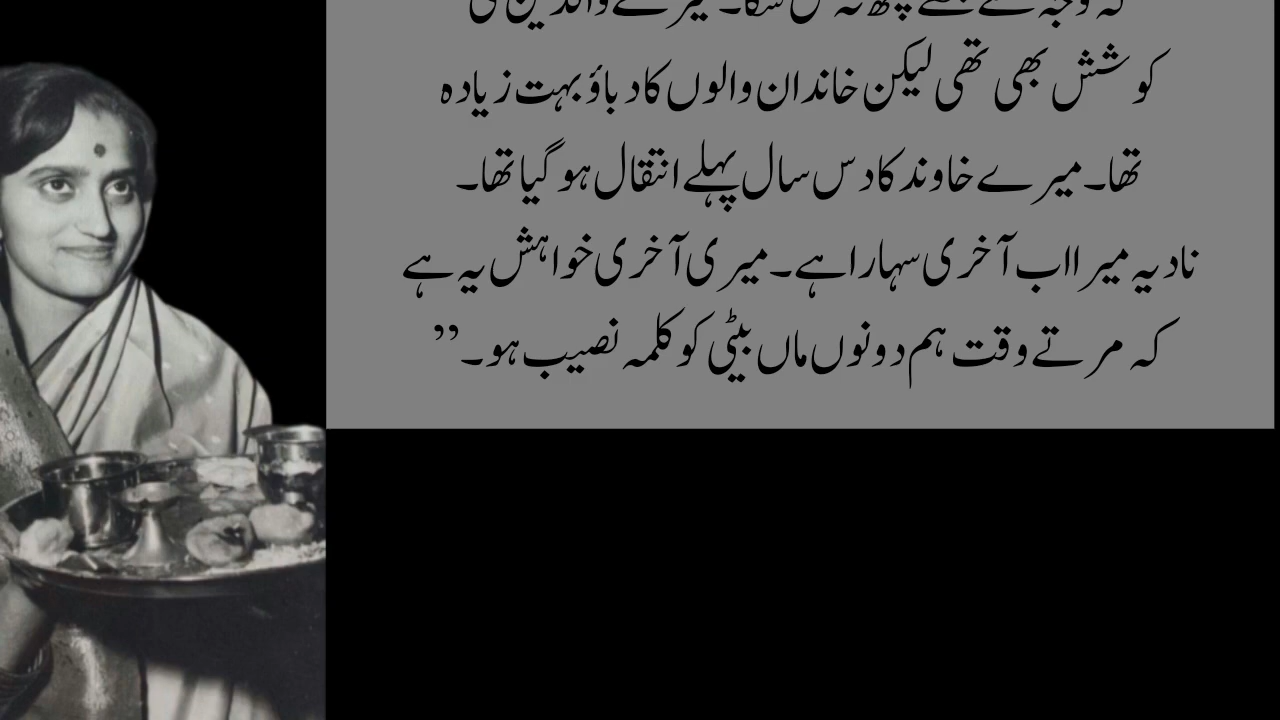 کوشش بھی تھی لیکن خاندان والوں کا دباؤ بہت زیادہ
تھا۔ میرے خاوند کا دس سال پہلے انتقال ہو گیا تھا۔
نادیہ میرا اب آخری سہارا ہے۔ میری آخری خواہش یہ ہے
کہ مرتے وقت ہم دونوں ماں بیٹی کو کلمہ نصیب ہو۔”